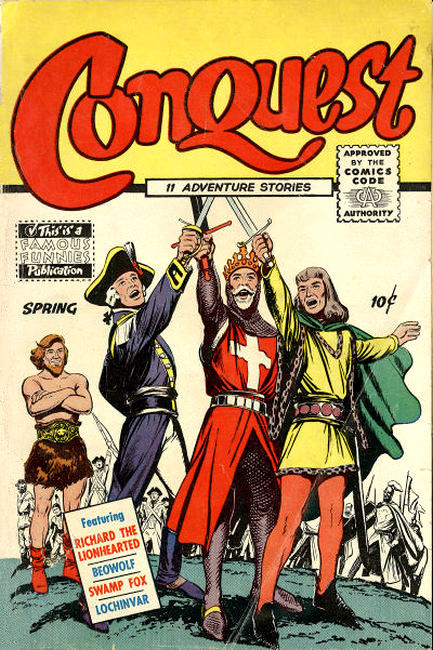 Conquest
11 ADVENTURE STORIES
APPROVED
BY THE
COMICS
CODE
CA
AUTHORITY
This is a
FAMOUS
FUNNIES
Publication
SPRING
10¢
Featuring
RICHARD THE
LIONHEARTED
BEOWOLF
SWAMP FOX
LOCHINVAR